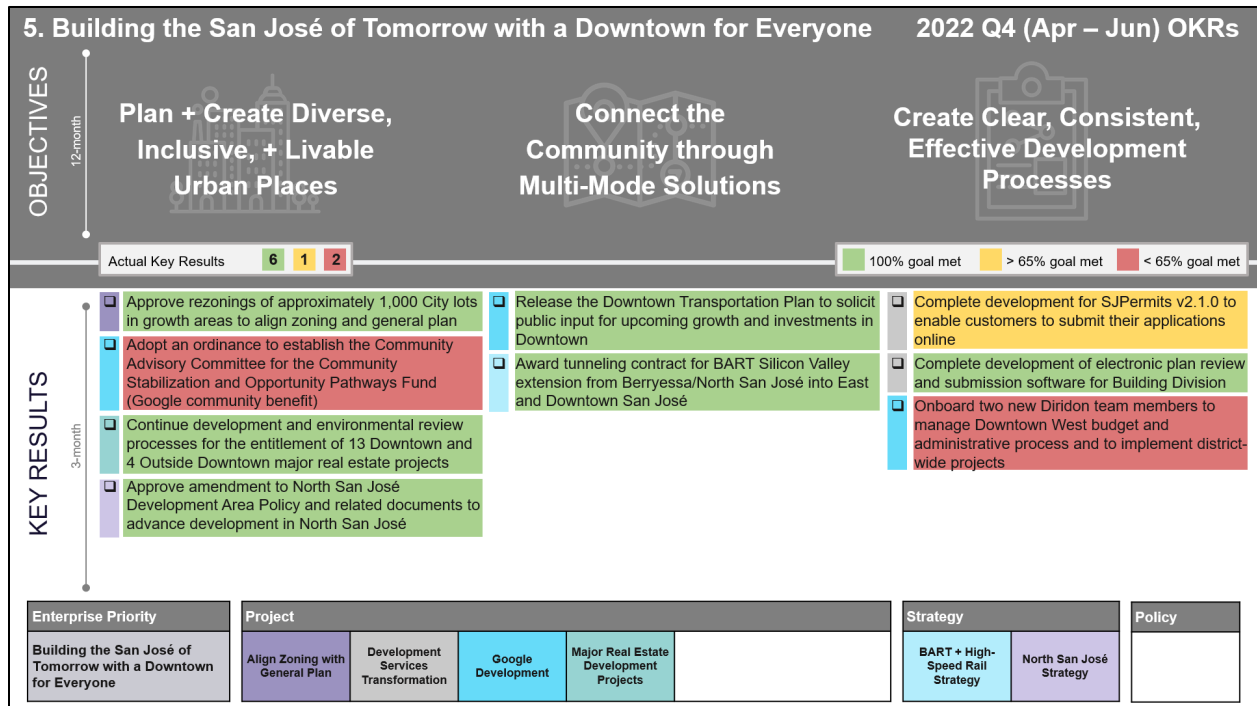 5. Building the San José of Tomorrow with a Downtown for Everyone
2022 Q4 (Apr – Jun) OKRs
OBJECTIVES
12-month
Plan + Create Diverse,
Inclusive, + Livable
Urban Places
Connect the
Community through
Multi-Mode Solutions
Create Clear, Consistent,
Effective Development
Processes
Actual Key Results 6 1 2
100% goal met > 65% goal met < 65% goal met
KEY RESULTS
3-month
Approve rezonings of approximately 1,000 City lots
in growth areas to align zoning and general plan
Adopt an ordinance to establish the Community
Advisory Committee for the Community
Stabilization and Opportunity Pathways Fund
(Google community benefit)
Continue development and environmental review
processes for the entitlement of 13 Downtown and
4 Outside Downtown major real estate projects
Approve amendment to North San José
Development Area Policy and related documents to
advance development in North San José
Release the Downtown Transportation Plan to solicit
public input for upcoming growth and investments in
Downtown
Award tunneling contract for BART Silicon Valley
extension from Berryessa/North San José into East
and Downtown San José
Complete development for SJPermits v2.1.0 to
enable customers to submit their applications
online
Complete development of electronic plan review
and submission software for Building Division
Onboard two new Diridon team members to
manage Downtown West budget and
administrative process and to implement district-
wide projects
Enterprise Priority
Building the San José of
Tomorrow with a Downtown
for Everyone
Project
Align Zoning with
General Plan
Development
Services
Transformation
Google
Development
Major Real Estate
Development
Projects
Strategy
BART + High-
Speed Rail
Strategy
North San José
Strategy
Policy